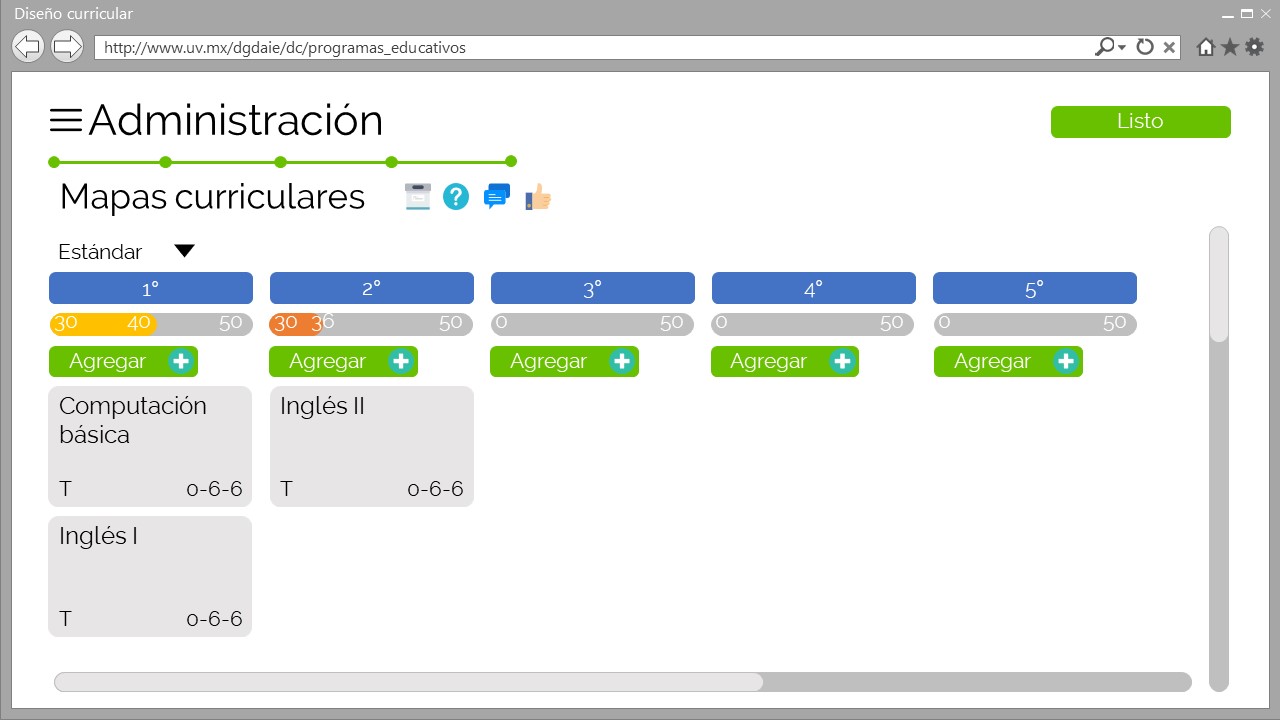 Diseño curricular
http://www.uv.mx/dgdaie/dc/programas_educativos
Administración
Listo
Mapas curriculares
?
Estándar
1° 2° 3° 4° 5°
30 40 50 30 36 50 0 50 0 50 0 50
Agregar Agregar Agregar Agregar Agregar
Computación
básica
T 0-6-6
Inglés II
T 0-6-6
Inglés I
T 0-6-6